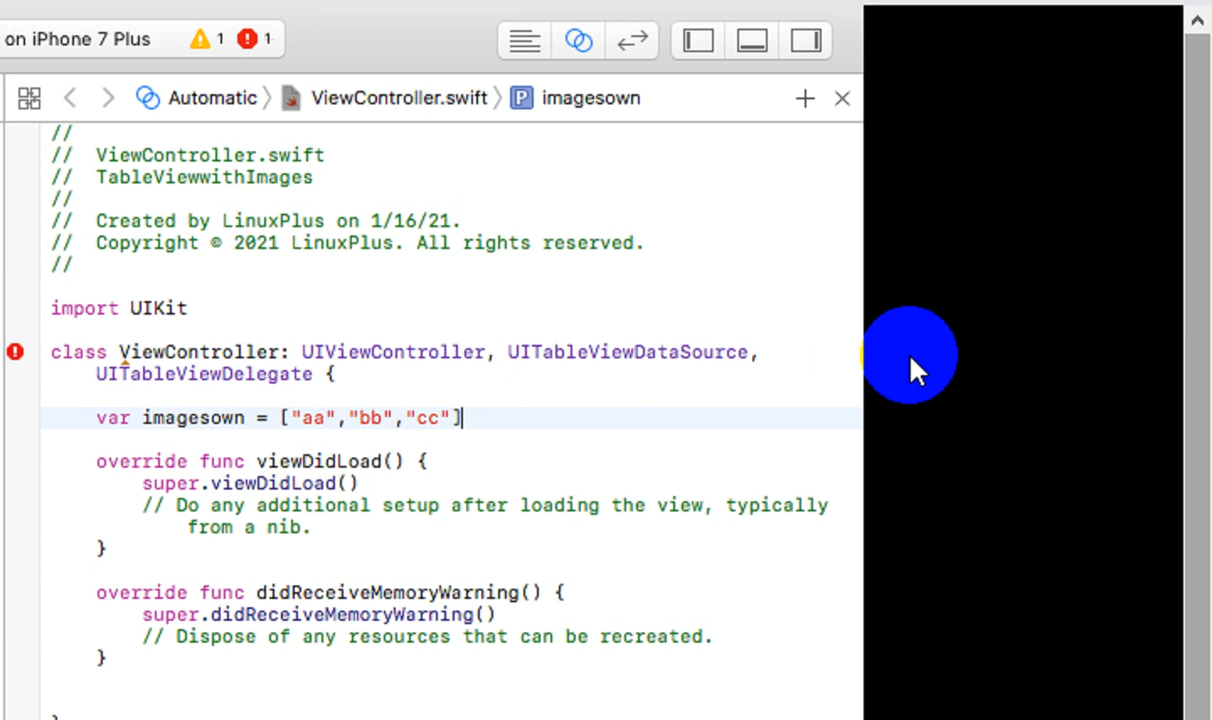 on iPhone 7 Plus 1 1
Automatic ViewController.swift P imagesown
//
// ViewController.swift
// TableViewwithImages
//
// Created by LinuxPlus on 1/16/21.
// Copyright © 2021 LinuxPlus. All rights reserved.
//
import UIKit
class ViewController: UIViewController, UITableViewDataSource,
UITableViewDelegate {
var imagesown = ["aa","bb","cc"]
override func viewDidLoad() {
super.viewDidLoad()
// Do any additional setup after loading the view, typically
from a nib.
}
override func didReceiveMemoryWarning() {
super.didReceiveMemoryWarning()
// Dispose of any resources that can be recreated.
}